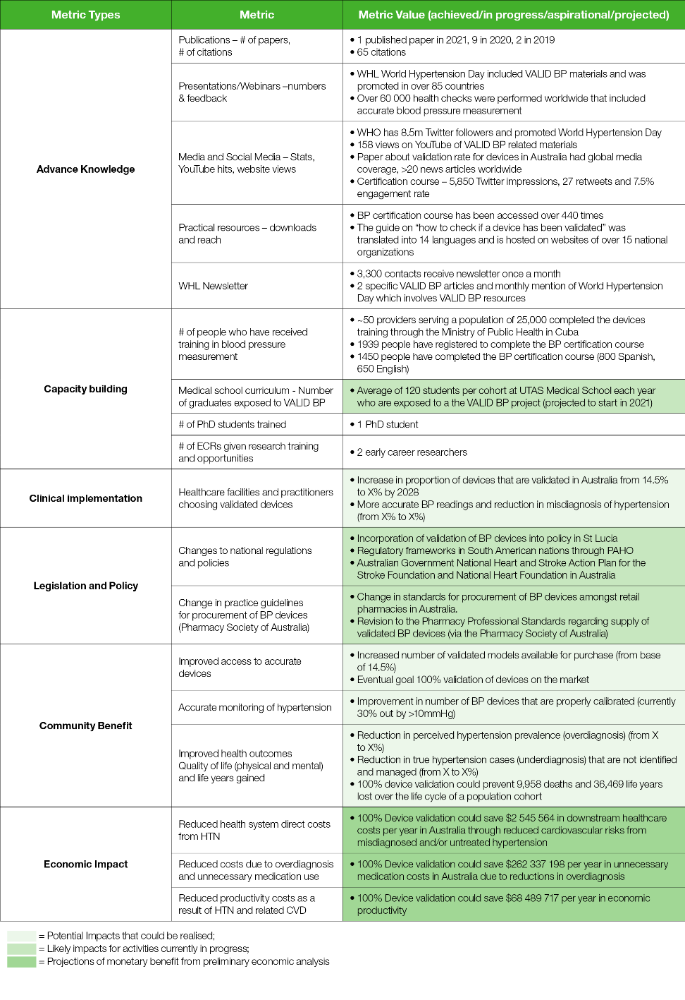 Metric Types
Metric
Metric Value (achieved/in progress/aspirational/projected)
Advance Knowledge
Publications – # of papers,
# of citations
• 1 published paper in 2021, 9 in 2020, 2 in 2019
• 65 citations
Presentations/Webinars –numbers
& feedback
• WHL World Hypertension Day included VALID BP materials and was
promoted in over 85 countries
• Over 60 000 health checks were performed worldwide that included
accurate blood pressure measurement
Media and Social Media – Stats,
YouTube hits, website views
• WHO has 8.5m Twitter followers and promoted World Hypertension Day
• 158 views on YouTube of VALID BP related materials
• Paper about validation rate for devices in Australia had global media
coverage, >20 news articles worldwide
• Certification course – 5,850 Twitter impressions, 27 retweets and 7.5%
engagement rate
Practical resources – downloads
and reach
• BP certification course has been accessed over 440 times
• The guide on “how to check if a device has been validated” was
translated into 14 languages and is hosted on websites of over 15 national
organizations
WHL Newsletter
• 3,300 contacts receive newsletter once a month
• 2 specific VALID BP articles and monthly mention of World Hypertension
Day which involves VALID BP resources
Capacity building
# of people who have received
training in blood pressure
measurement
• ~50 providers serving a population of 25,000 completed the devices
training through the Ministry of Public Health in Cuba
• 1939 people have registered to complete the BP certification course
• 1450 people have completed the BP certification course (800 Spanish,
650 English)
Medical school curriculum - Number
of graduates exposed to VALID BP
• Average of 120 students per cohort at UTAS Medical School each year
who are exposed to a the VALID BP project (projected to start in 2021)
# of PhD students trained
• 1 PhD student
# of ECRs given research training
and opportunities
• 2 early career researchers
Clinical implementation
Healthcare facilities and practitioners
choosing validated devices
• Increase in proportion of devices that are validated in Australia from 14.5%
to X% by 2028
• More accurate BP readings and reduction in misdiagnosis of hypertension
(from X% to X%)
Legislation and Policy
Changes to national regulations
and policies
• Incorporation of validation of BP devices into policy in St Lucia
• Regulatory frameworks in South American nations through PAHO
• Australian Government National Heart and Stroke Action Plan for the
Stroke Foundation and National Heart Foundation in Australia
Change in practice guidelines
for procurement of BP devices
(Pharmacy Society of Australia)
• Change in standards for procurement of BP devices amongst retail
pharmacies in Australia.
• Revision to the Pharmacy Professional Standards regarding supply of
validated BP devices (via the Pharmacy Society of Australia)
Community Benefit
Improved access to accurate
devices
• Increased number of validated models available for purchase (from base
of 14.5%)
• Eventual goal 100% validation of devices on the market
Accurate monitoring of hypertension
• Improvement in number of BP devices that are properly calibrated (currently
30% out by >10mmHg)
Improved health outcomes
Quality of life (physical and mental)
and life years gained
• Reduction in perceived hypertension prevalence (overdiagnosis) (from X
to X%)
• Reduction in true hypertension cases (underdiagnosis) that are not identified
and managed (from X to X%)
• 100% device validation could prevent 9,958 deaths and 36,469 life years
lost over the life cycle of a population cohort
Economic Impact
Reduced health system direct costs
from HTN
• 100% Device validation could save $2 545 564 in downstream healthcare
costs per year in Australia through reduced cardiovascular risks from
misdiagnosed and/or untreated hypertension
Reduced costs due to overdiagnosis
and unnecessary medication use
• 100% Device validation could save $262 337 198 per year in unnecessary
medication costs in Australia due to reductions in overdiagnosis
Reduced productivity costs as a
result of HTN and related CVD
• 100% Device validation could save $68 489 717 per year in economic
productivity
= Potential Impacts that could be realised;
= Likely impacts for activities currently in progress;
= Projections of monetary benefit from preliminary economic analysis